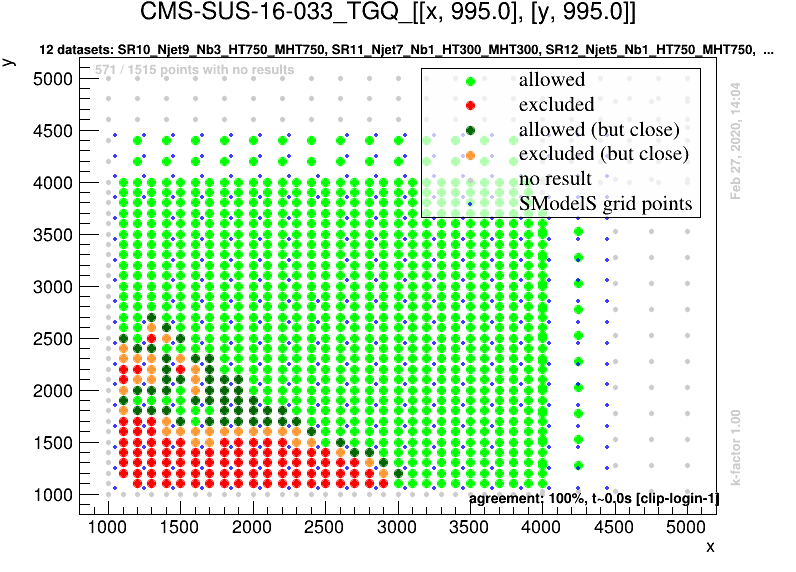 CMS-SUS-16-033_TGQ_[[x, 995.0], [y, 995.0]]
12 datasets: SR10_Njet9_Nb3_HT750_MHT750, SR11_Njet7_Nb1_HT300_MHT300, SR12_Njet5_Nb1_HT750_MHT750, ...
y
571 / 1515 points with no results
allowed
excluded
allowed (but close)
excluded (but close)
no result
SModelS grid points
5000
4500
4000
3500
3000
2500
2000
1500
1000
Feb 27, 2020, 14:04
k-factor 1.00
agreement: 100%, t~0.0s [clip-login-1]
1000 1500 2000 2500 3000 3500 4000 4500 5000
x